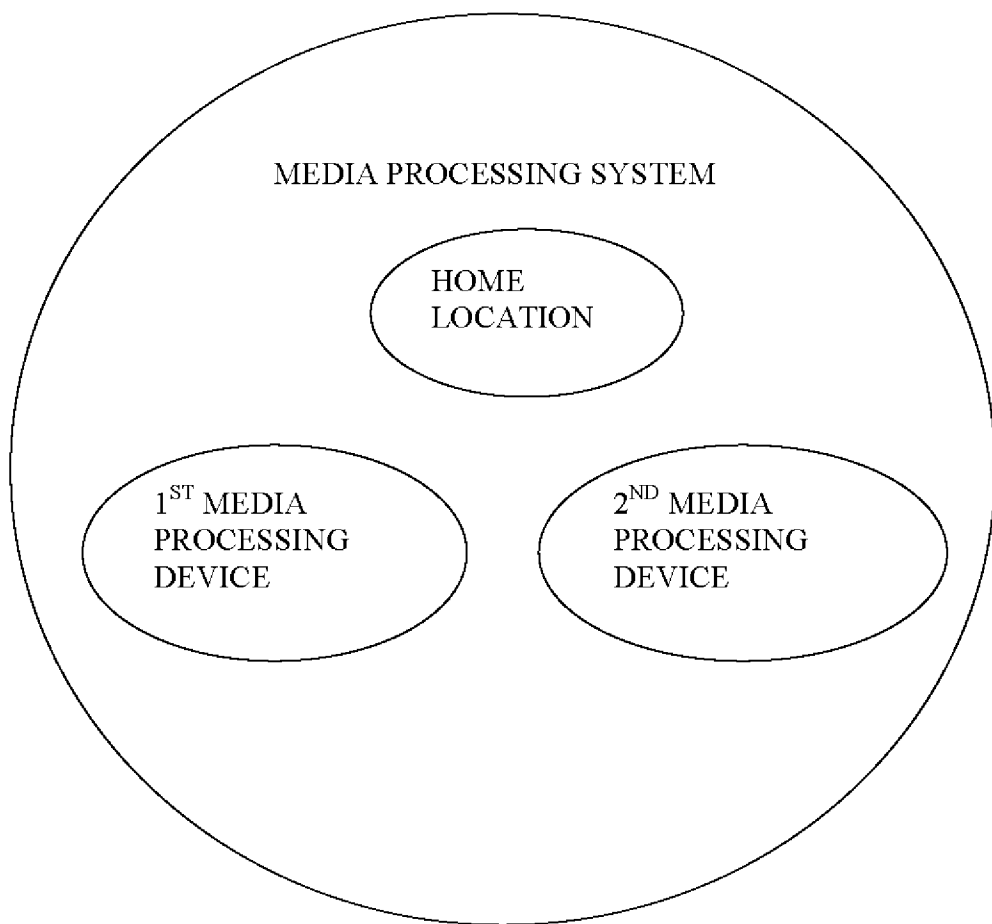 MEDIA PROCESSING SYSTEM
HOME
LOCATION
1ST MEDIA
PROCESSING
DEVICE
2ND MEDIA
PROCESSING
DEVICE